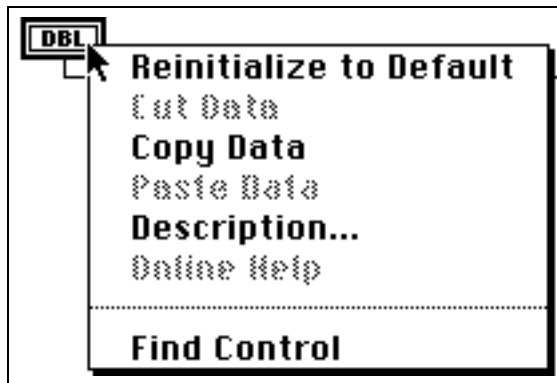 DBL
Reinitialize to Default
Cut Data
Copy Data
Paste Data
Description...
Online Help
Find Control